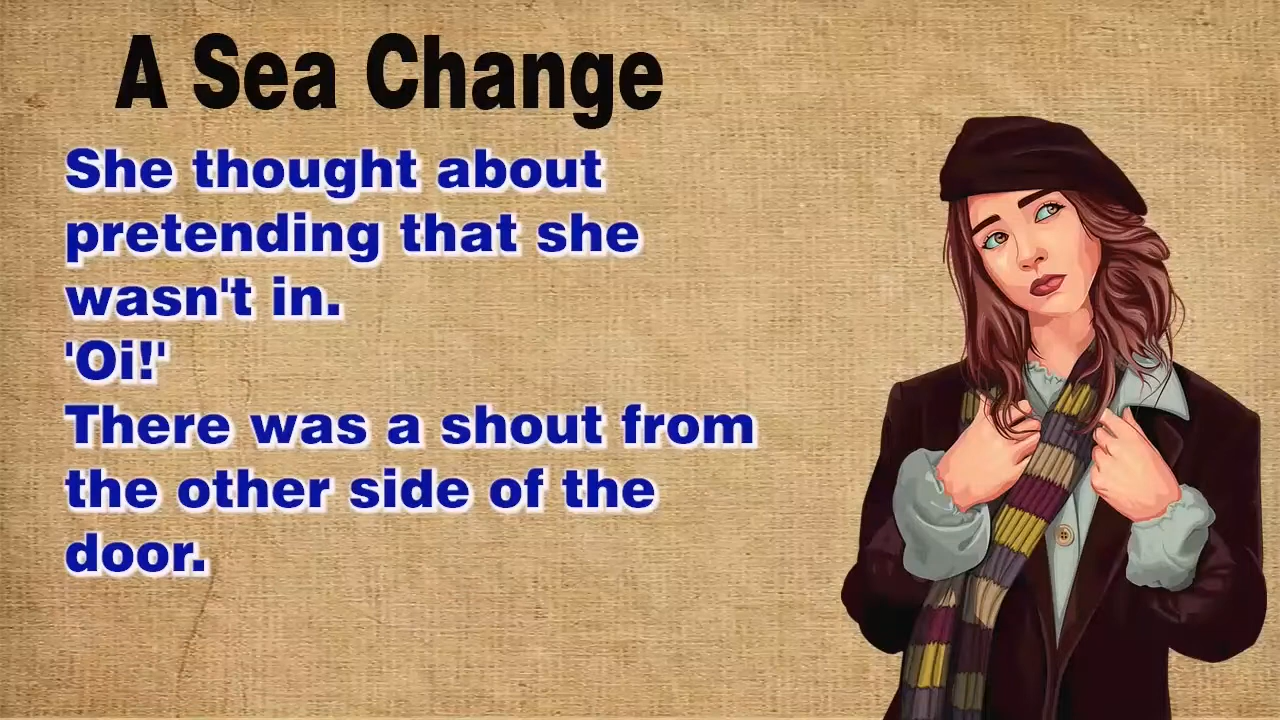 A Sea Change
She thought about
pretending that she
wasn't in.
'Oi!'
There was a shout from
the other side of the
door.